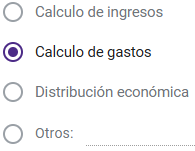 Calculo de ingresos
Calculo de gastos
Distribución económica
Otros: